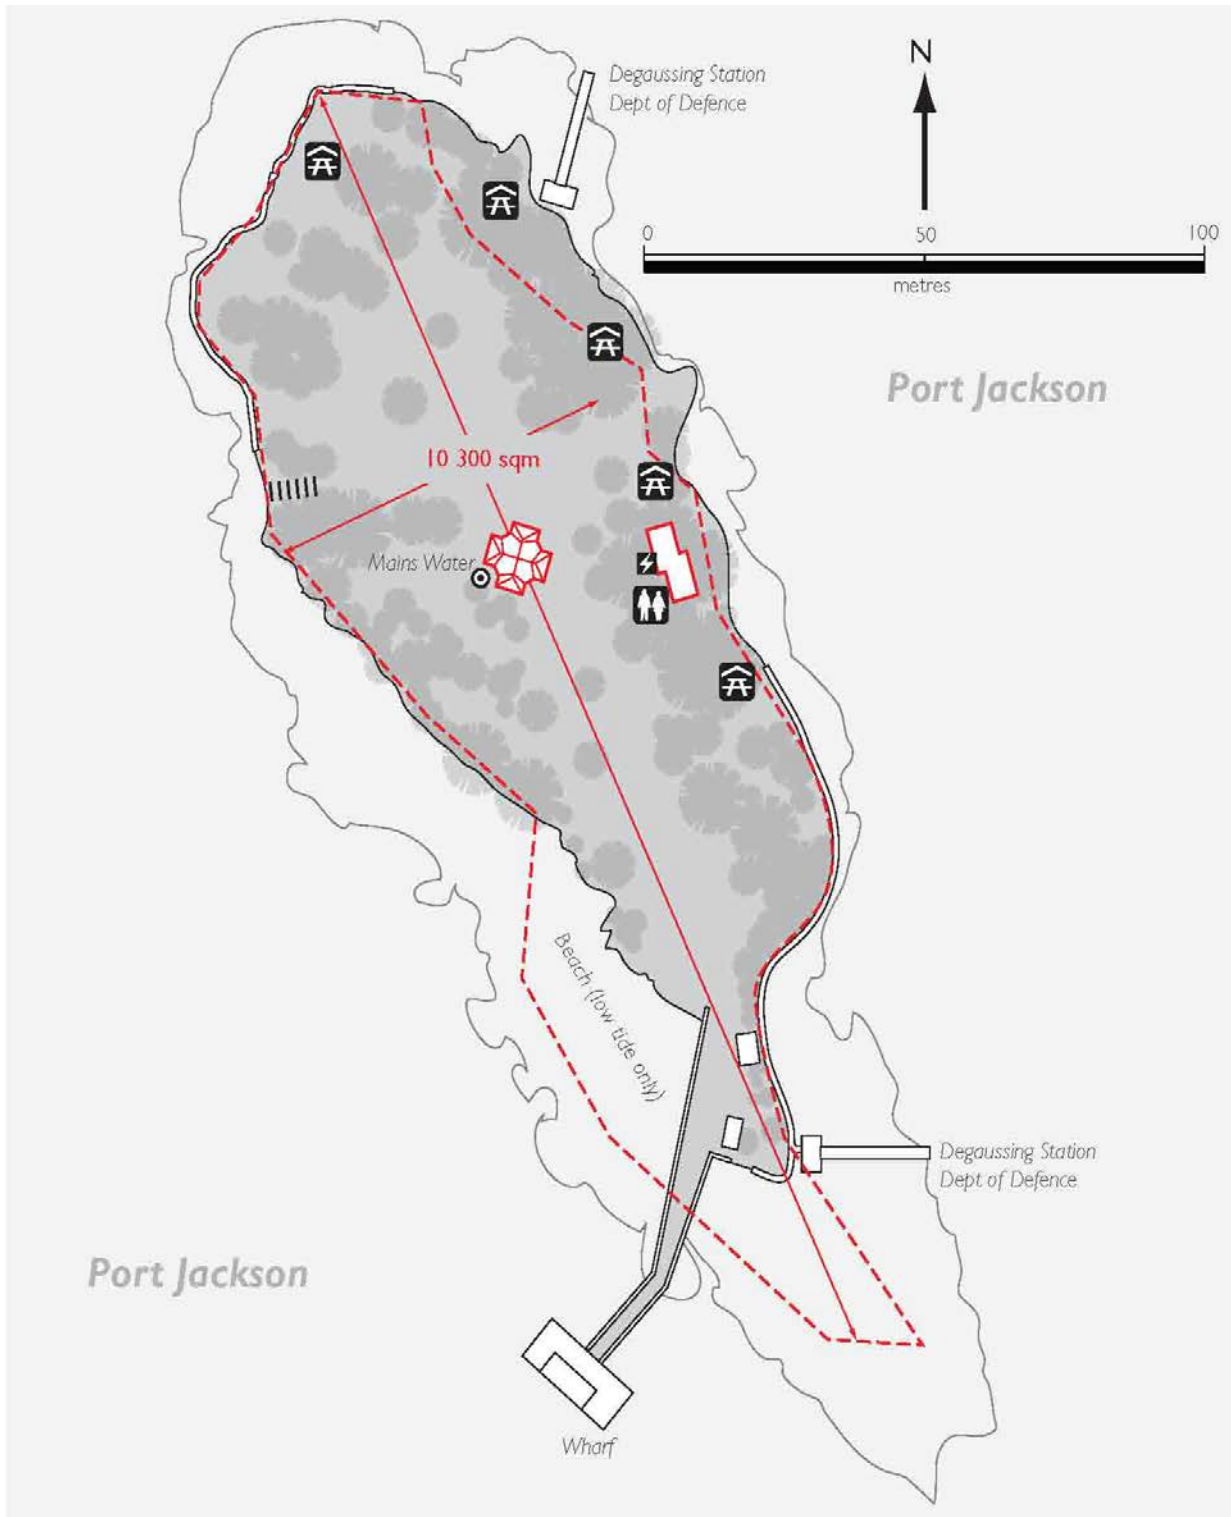 Degaussing Station
Dept of Defence
N
0 50 100
metres
Port Jackson
10 300 sqm
Mains Water
Beach (low tide only)
Degaussing Station
Dept of Defence
Port Jackson
Wharf